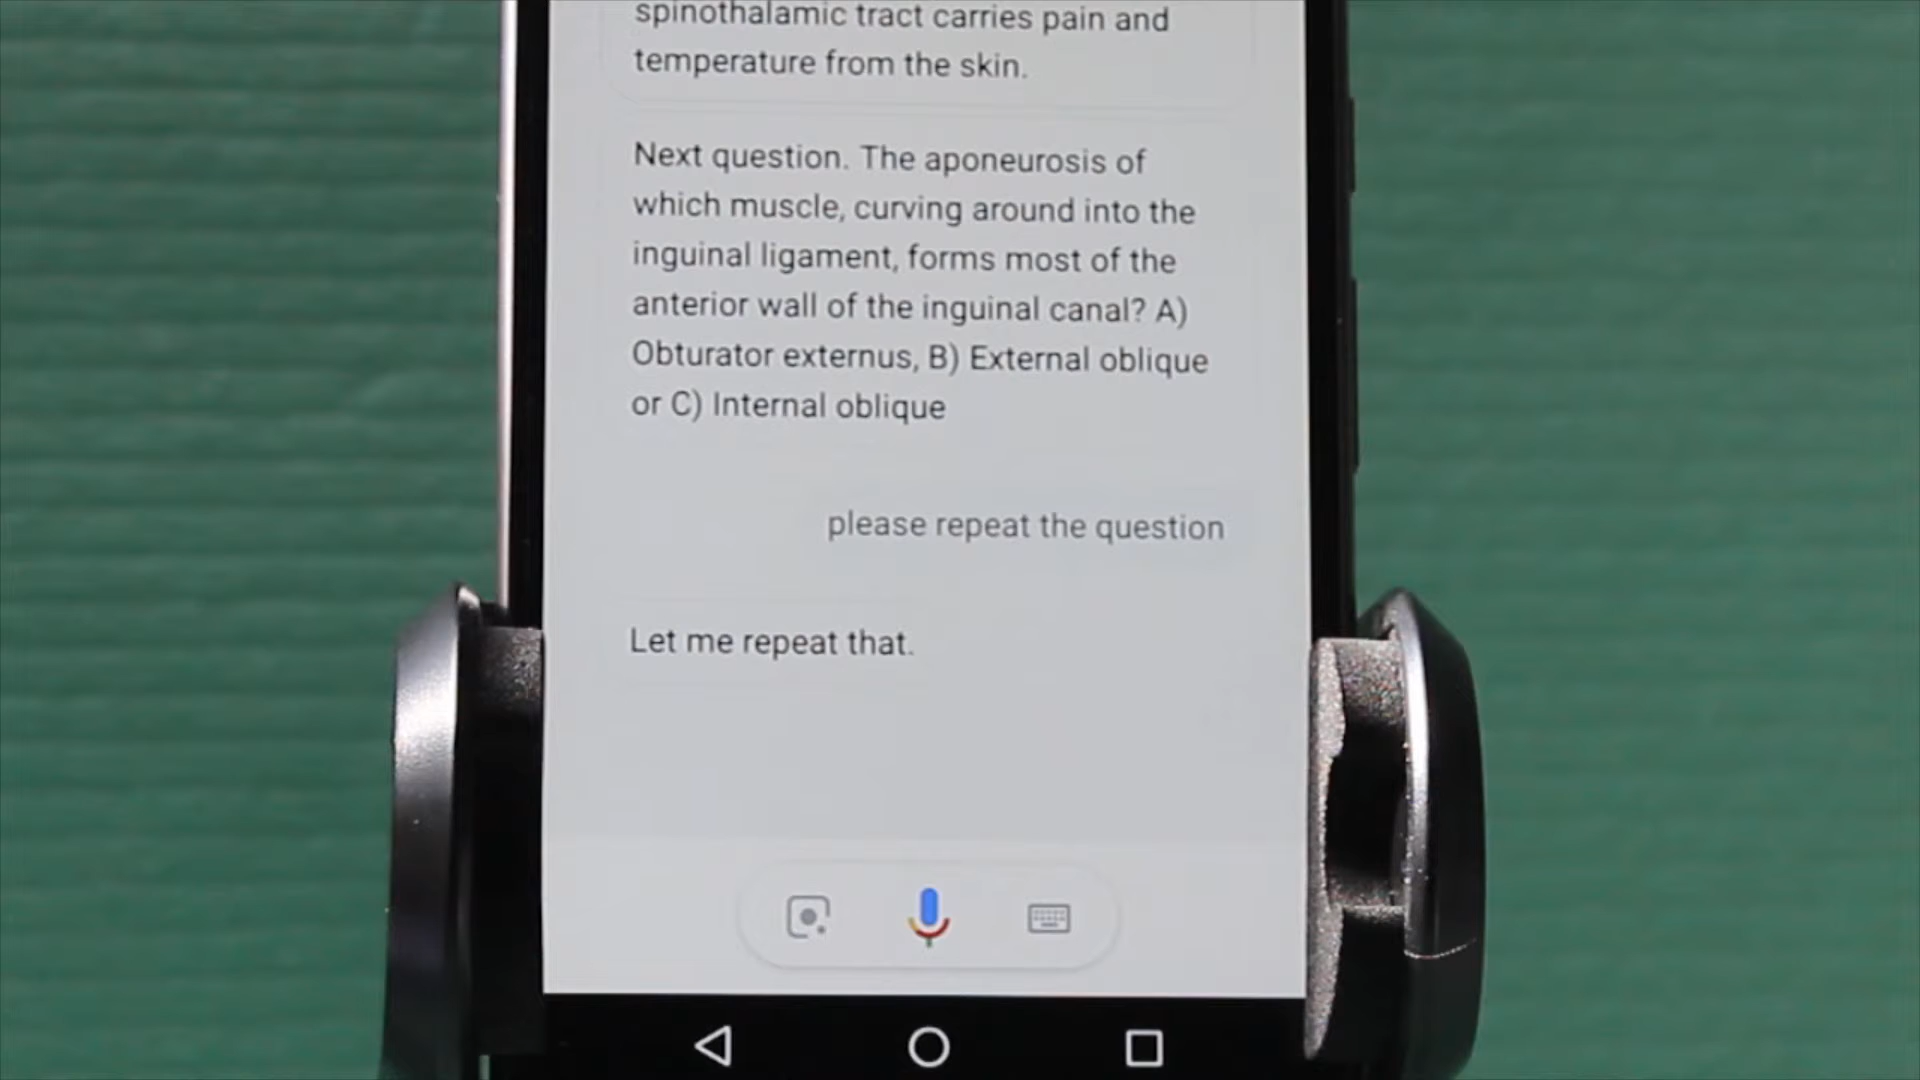 spinothalamic tract carries pain and
temperature from the skin.
Next question. The aponeurosis of
which muscle, curving around into the
inguinal ligament, forms most of the
anterior wall of the inguinal canal? A)
Obturator externus, B) External oblique
or C) Internal oblique
please repeat the question
Let me repeat that.